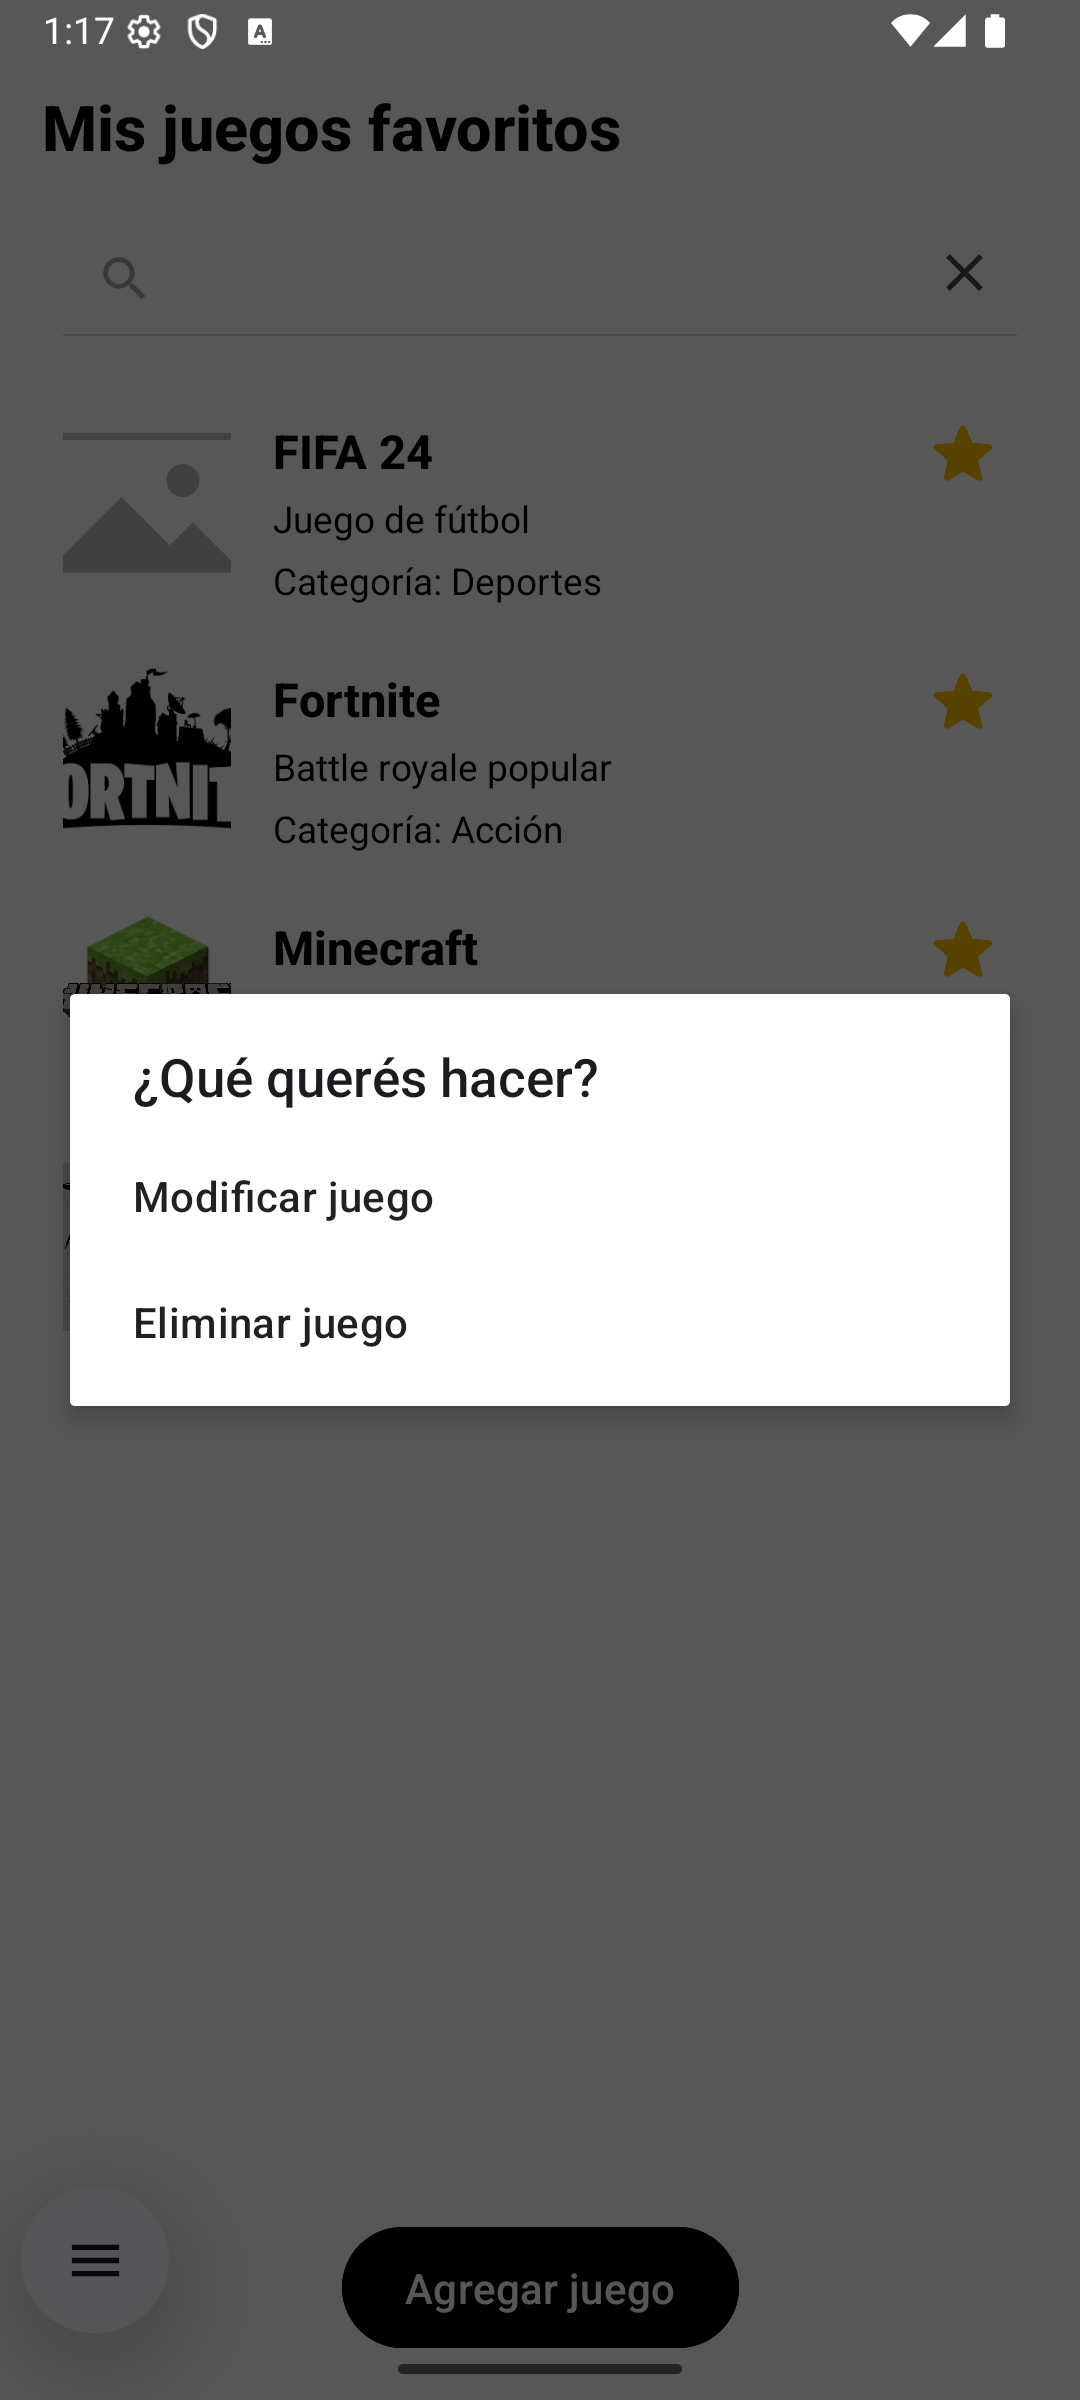 1:17
Mis juegos favoritos
FIFA 24
Juego de fútbol
Categoría: Deportes
Fortnite
Battle royale popular
Categoría: Acción
ORTNIT
Minecraft
¿Qué querés hacer?
Modificar juego
Eliminar juego
Agregar juego